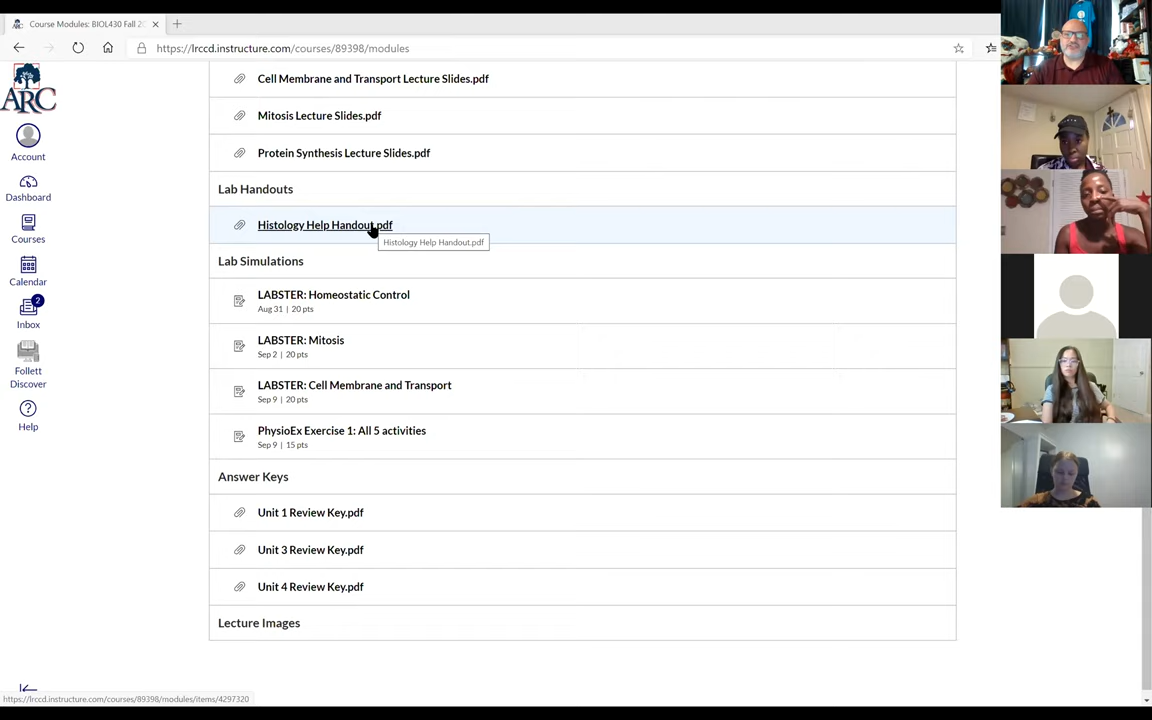 Course Modules: BIOL430 Fall 2
https://lrccd.instructure.com/courses/89398/modules
ARC
Account
Dashboard
Courses
Calendar
2
Inbox
Follett
Discover
Help
Cell Membrane and Transport Lecture Slides.pdf
Mitosis Lecture Slides.pdf
Protein Synthesis Lecture Slides.pdf
Lab Handouts
Histology Help Handout.pdf
Histology Help Handout.pdf
Lab Simulations
LABSTER: Homeostatic Control
Aug 31 | 20 pts
LABSTER: Mitosis
Sep 2 | 20 pts
LABSTER: Cell Membrane and Transport
Sep 9 | 20 pts
PhysioEx Exercise 1: All 5 activities
Sep 9 | 15 pts
Answer Keys
Unit 1 Review Key.pdf
Unit 3 Review Key.pdf
Unit 4 Review Key.pdf
Lecture Images
https://lrccd.instructure.com/courses/89398/modules/items/4297320